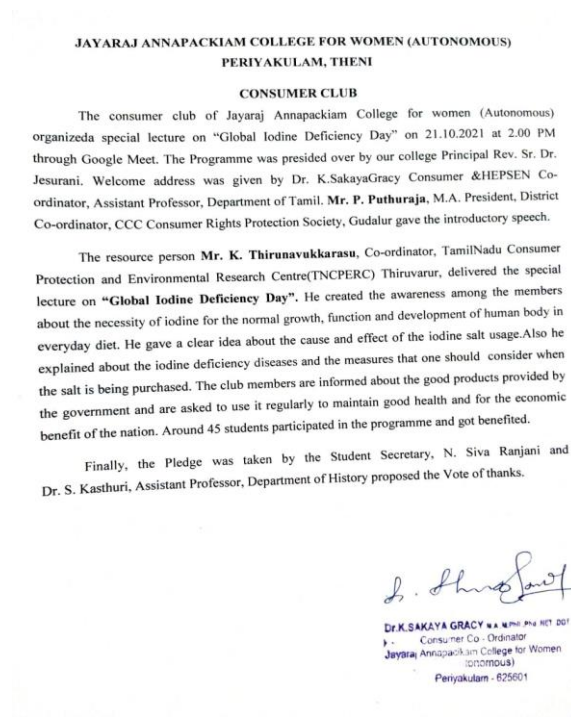 JAYARAJ ANNAPACKIAM COLLEGE FOR WOMEN (AUTONOMOUS)
PERIYAKULAM, THENI
CONSUMER CLUB
The consumer club of Jayaraj Annapackiam College for women (Autonomous)
organizeda special lecture on “Global Iodine Deficiency Day” on 21.10.2021 at 2.00 PM
through Google Meet. The Programme was presided over by our college Principal Rev. Sr. Dr.
Jesurani. Welcome address was given by Dr. K.SakayaGracy Consumer &HEPSEN Co-
ordinator, Assistant Professor, Department of Tamil. Mr. P. Puthuraja, M.A. President, District
Co-ordinator, CCC Consumer Rights Protection Society, Gudalur gave the introductory speech.
The resource person Mr. K. Thirunavukkarasu, Co-ordinator, TamilNadu Consumer
Protection and Environmental Research Centre(TNCPERC) Thiruvarur, delivered the special
lecture on “Global Iodine Deficiency Day”. He created the awareness among the members
about the necessity of iodine for the normal growth, function and development of human body in
everyday diet. He gave a clear idea about the cause and effect of the iodine salt usage.Also he
explained about the iodine deficiency diseases and the measures that one should consider when
the salt is being purchased. The club members are informed about the good products provided by
the government and are asked to use it regularly to maintain good health and for the economic
benefit of the nation. Around 45 students participated in the programme and got benefited.
Finally, the Pledge was taken by the Student Secretary, N. Siva Ranjani and
Dr. S. Kasthuri, Assistant Professor, Department of History proposed the Vote of thanks.
Dr.K.SAKAYA GRACY M.A. M.Phil., Phd NET
Consumer Co - Ordinator
Jayaraj Annapackiam College for Women
onomous)
Periyakulam - 625601